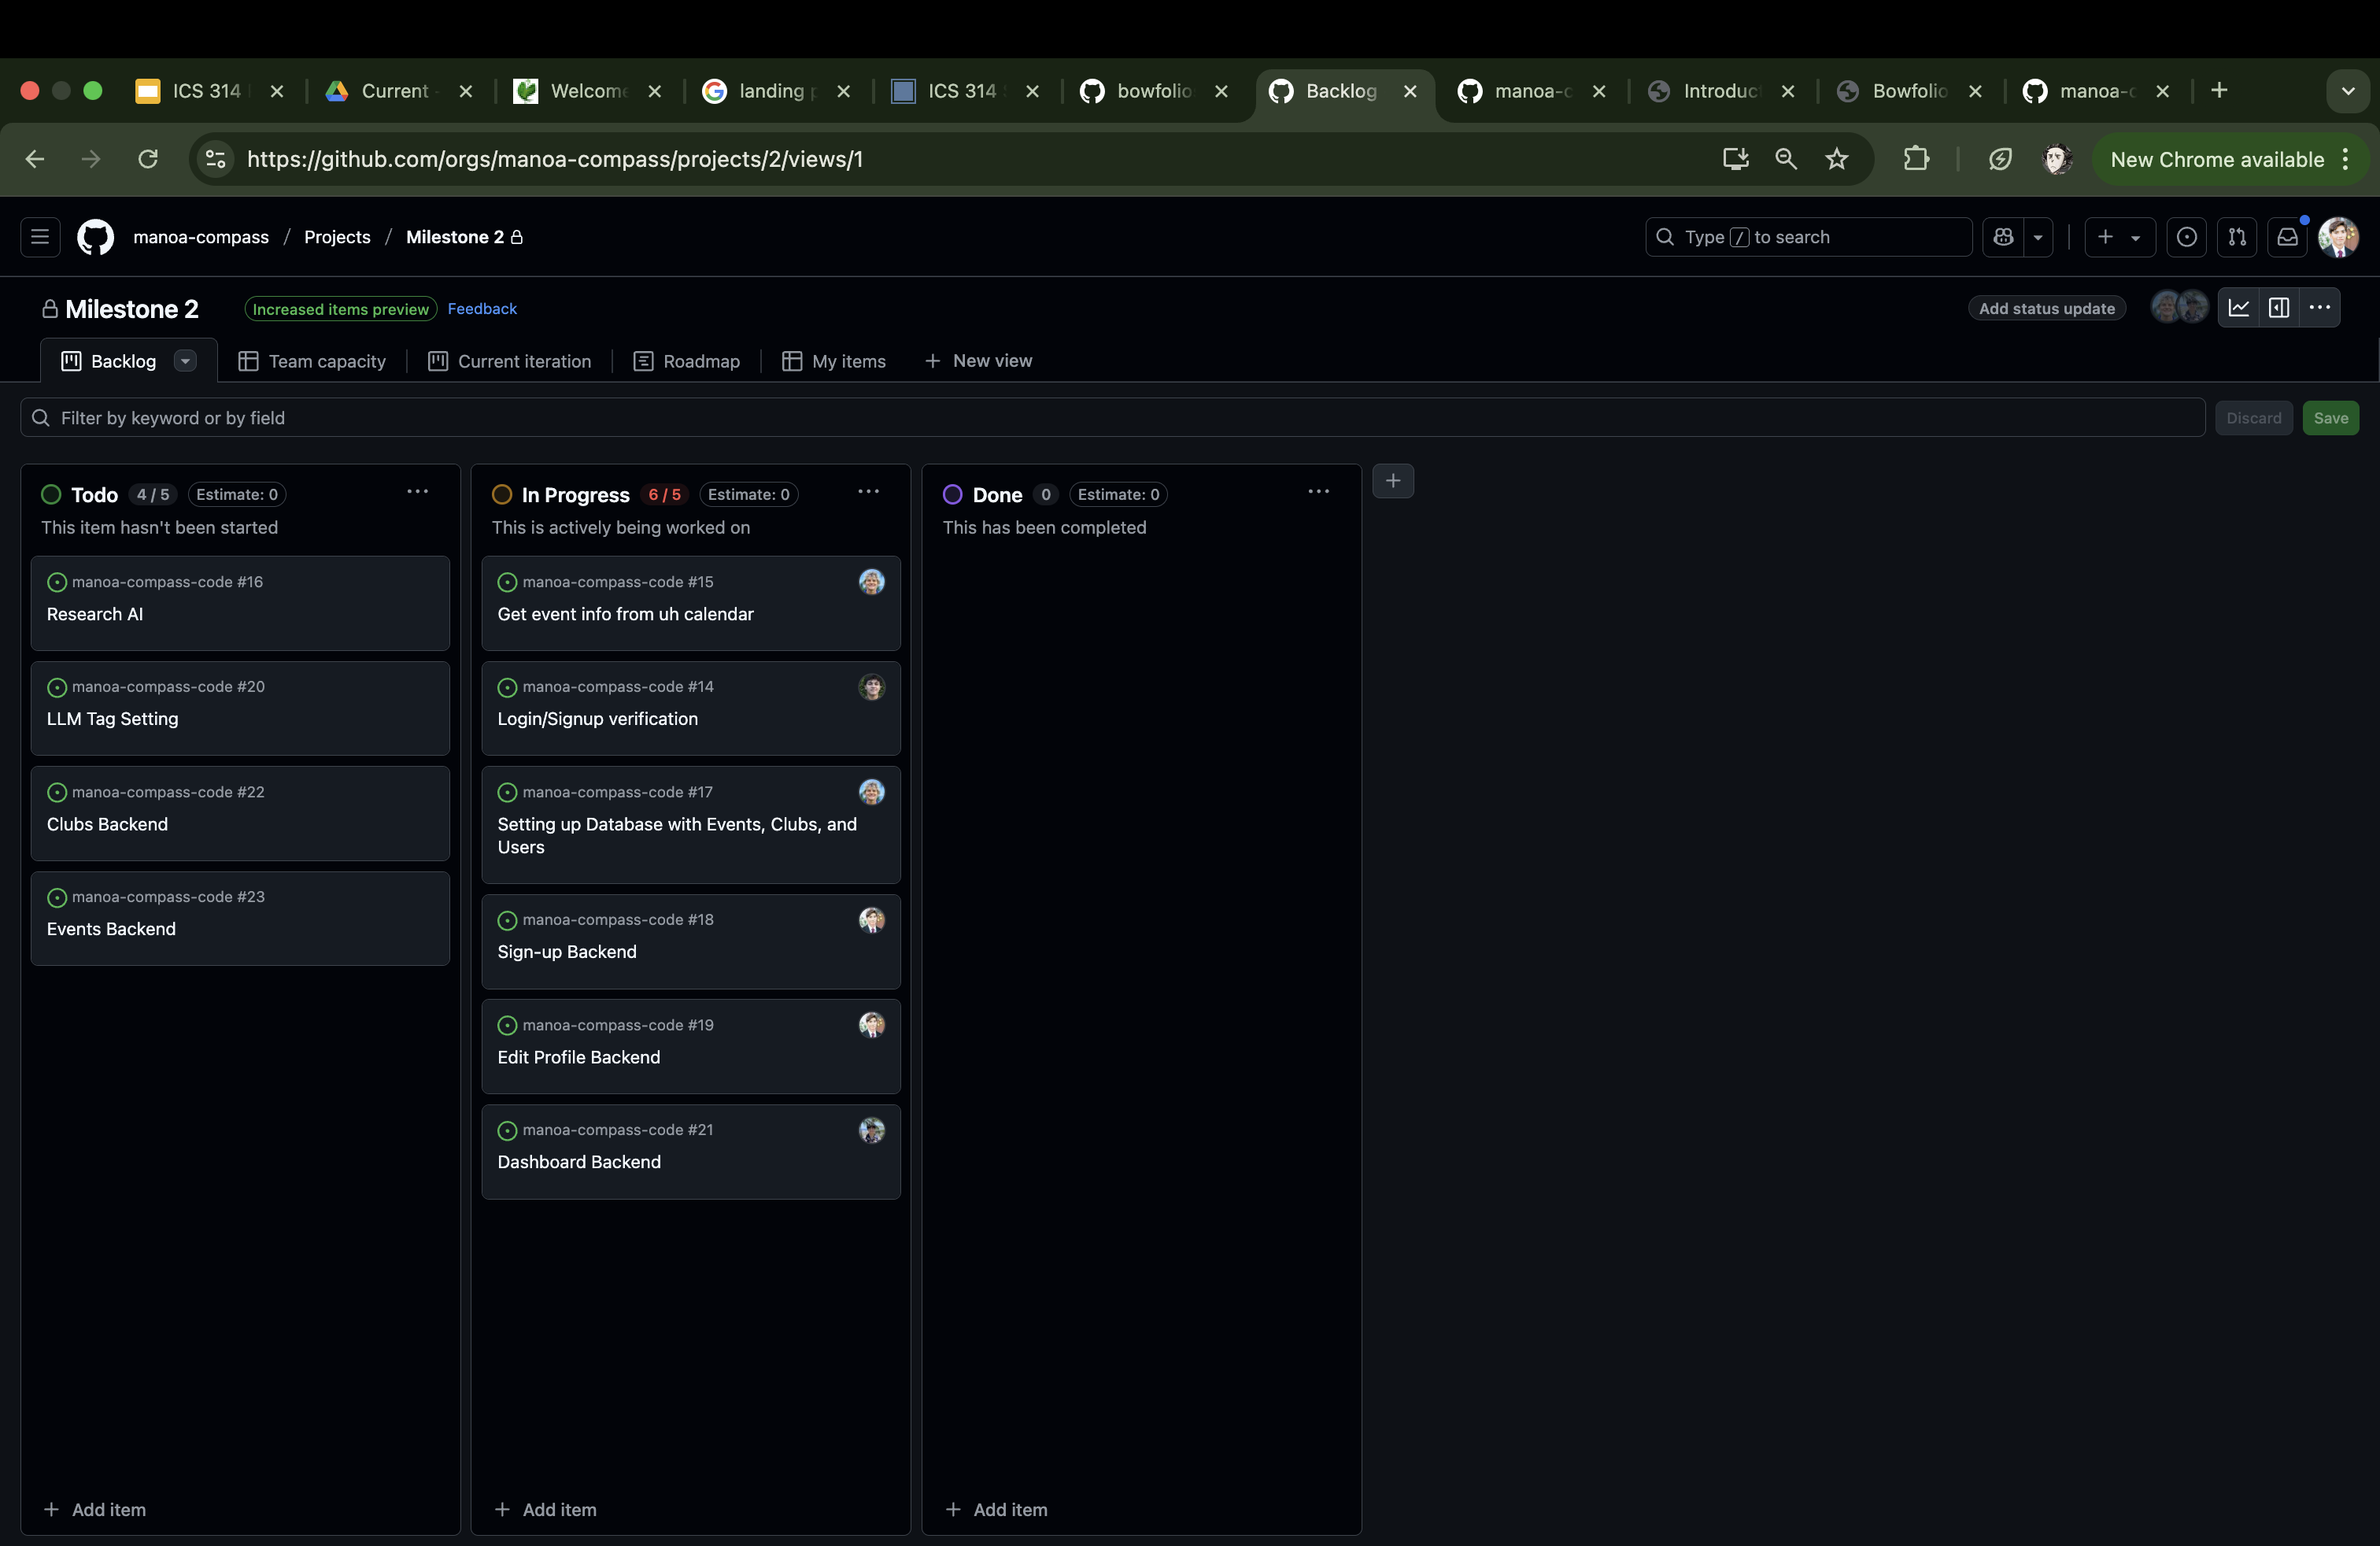 ICS 314
Current -
Welcome
landing p
ICS 314
bowfolio
Backlog
manoa-c
Introduc
Bowfolio
manoa-c
https://github.com/orgs/manoa-compass/projects/2/views/1
New Chrome available
manoa-compass / Projects / Milestone 2
Type / to search
Milestone 2
Increased items preview
Feedback
Add status update
Backlog
Team capacity
Current iteration
Roadmap
My items
New view
Filter by keyword or by field
Discard
Save
Todo 4 / 5 Estimate: 0
This item hasn't been started
manoa-compass-code #16
Research AI
manoa-compass-code #20
LLM Tag Setting
manoa-compass-code #22
Clubs Backend
manoa-compass-code #23
Events Backend
Add item
In Progress 6 / 5 Estimate: 0
This is actively being worked on
manoa-compass-code #15
Get event info from uh calendar
manoa-compass-code #14
Login/Signup verification
manoa-compass-code #17
Setting up Database with Events, Clubs, and
Users
manoa-compass-code #18
Sign-up Backend
manoa-compass-code #19
Edit Profile Backend
manoa-compass-code #21
Dashboard Backend
Add item
Done 0 Estimate: 0
This has been completed
Add item